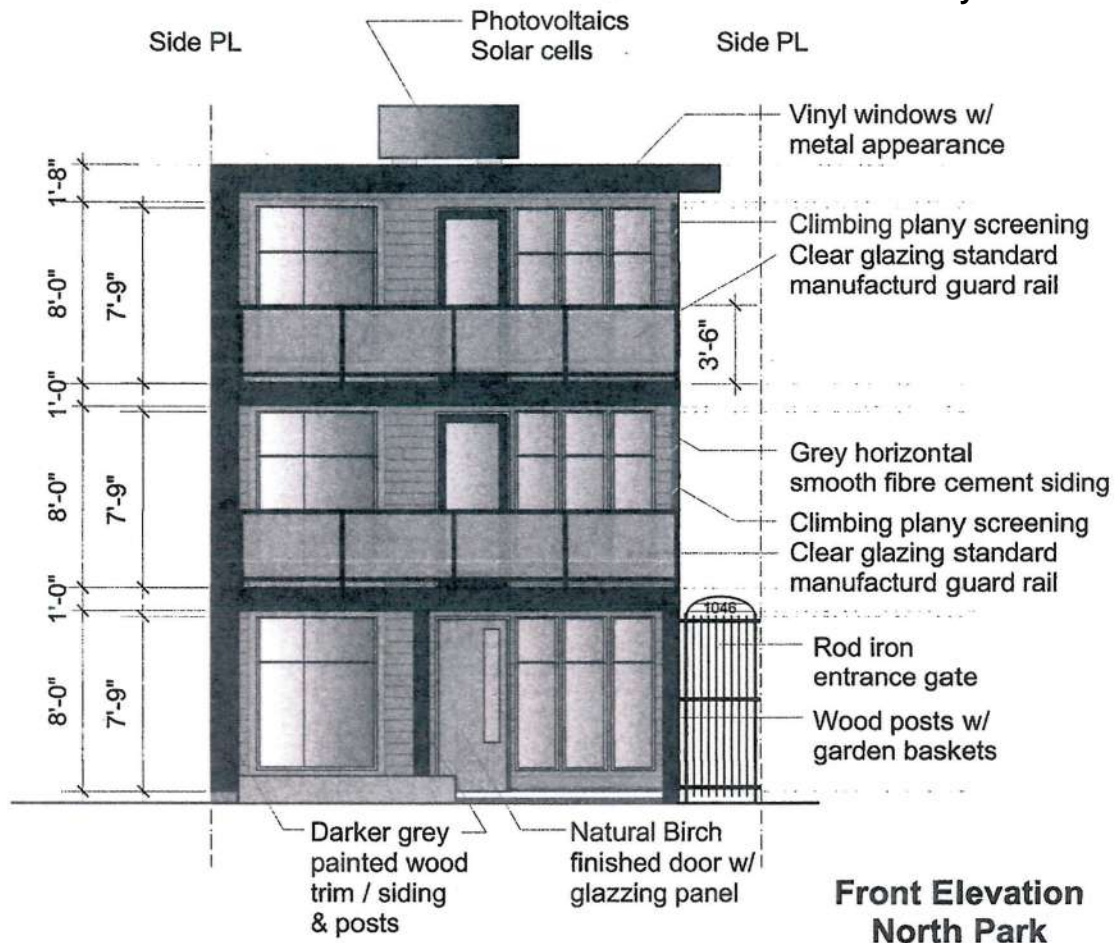 Photovoltaics
Solar cells
Side PL
Side PL
Vinyl windows w/
metal appearance
Climbing plany screening
Clear glazing standard
manufacturd guard rail
1'-8"
8'-0"
7'-9"
3'-6"
1'-0"
Grey horizontal
smooth fibre cement siding
Climbing plany screening
Clear glazing standard
manufacturd guard rail
8'-0"
7'-9"
1'-0"
1046
Rod iron
entrance gate
Wood posts w/
garden baskets
8'-0"
7'-9"
Darker grey
painted wood
trim / siding
& posts
Natural Birch
finished door w/
glazzing panel
Front Elevation
North Park